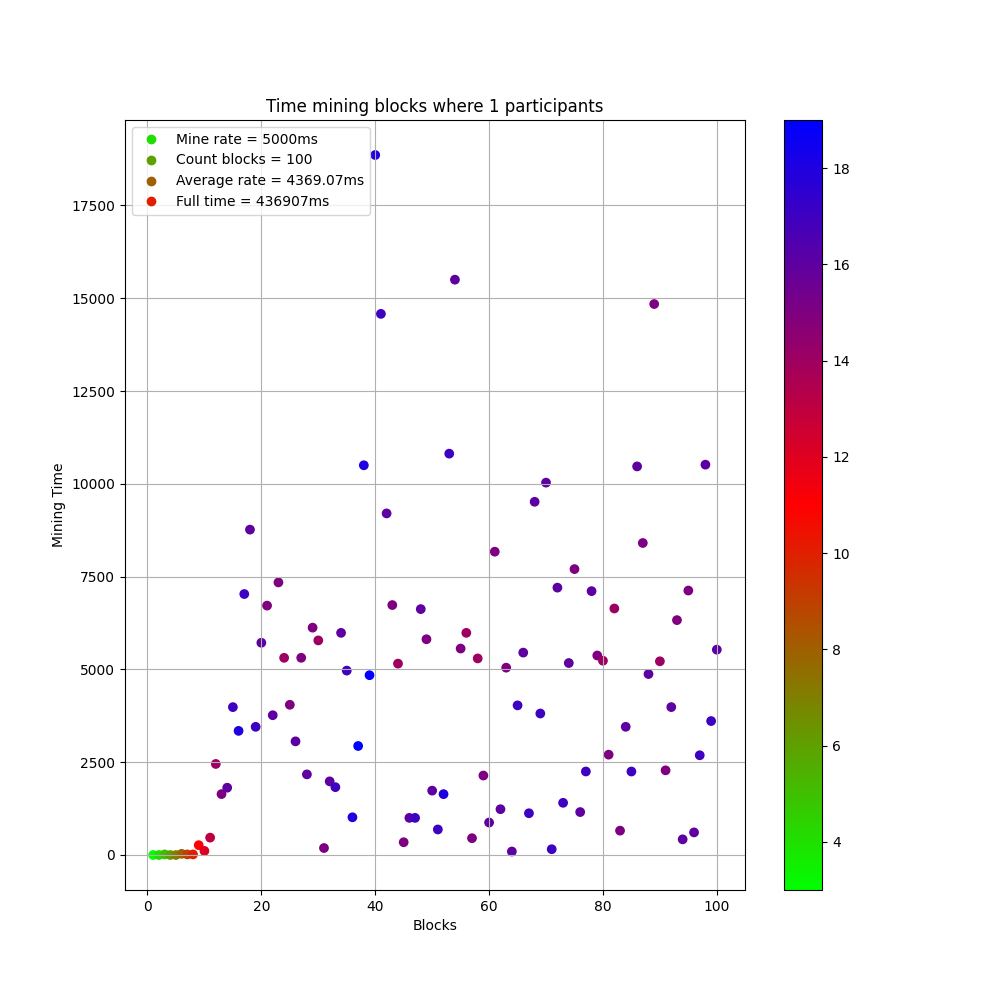 Time mining blocks where 1 participants
Mine rate = 5000ms
Count blocks = 100
Average rate = 4369.07ms
Full time = 436907ms
17500
15000
12500
10000
7500
5000
2500
0
Mining Time
0 20 40 60 80 100
Blocks
18
16
14
12
10
8
6
4